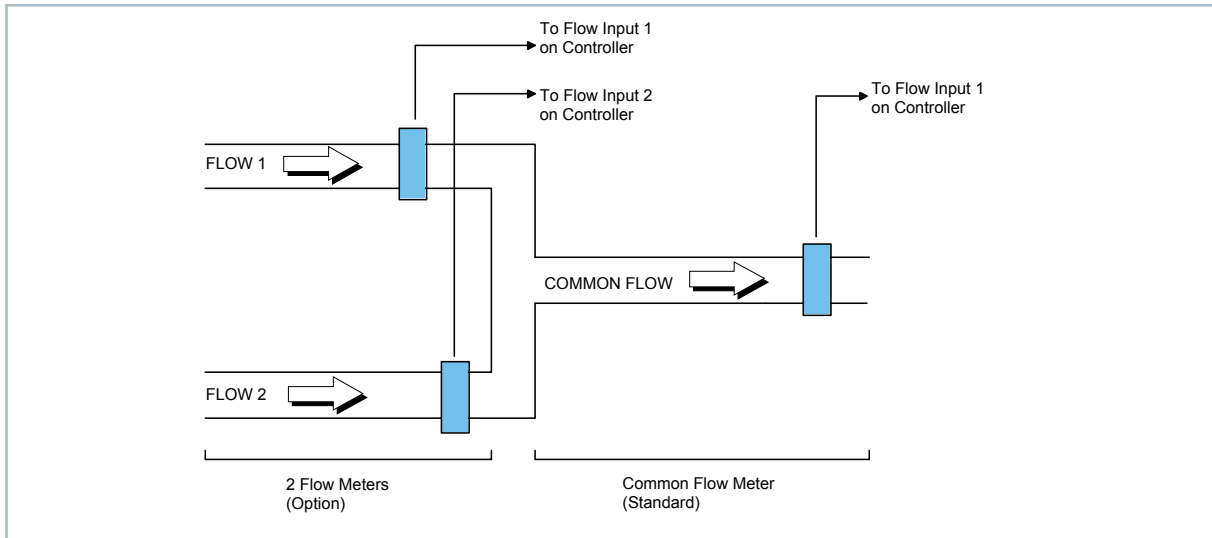 To Flow Input 1
on Controller
To Flow Input 2
on Controller
To Flow Input 1
on Controller
FLOW 1
COMMON FLOW
FLOW 2
2 Flow Meters
(Option)
Common Flow Meter
(Standard)